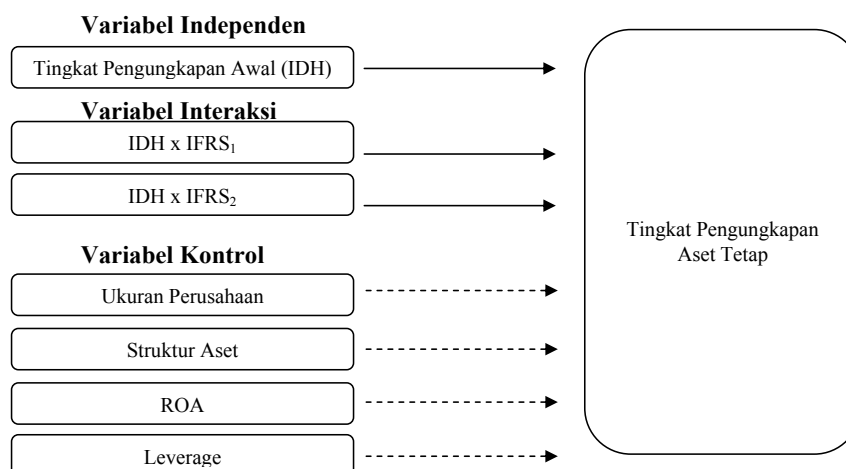 Variabel Independen
Tingkat Pengungkapan Awal (IDH)
Variabel Interaksi
IDH x IFRS₁
IDH x IFRS₂
Variabel Kontrol
Ukuran Perusahaan
Struktur Aset
ROA
Leverage
Tingkat Pengungkapan
Aset Tetap